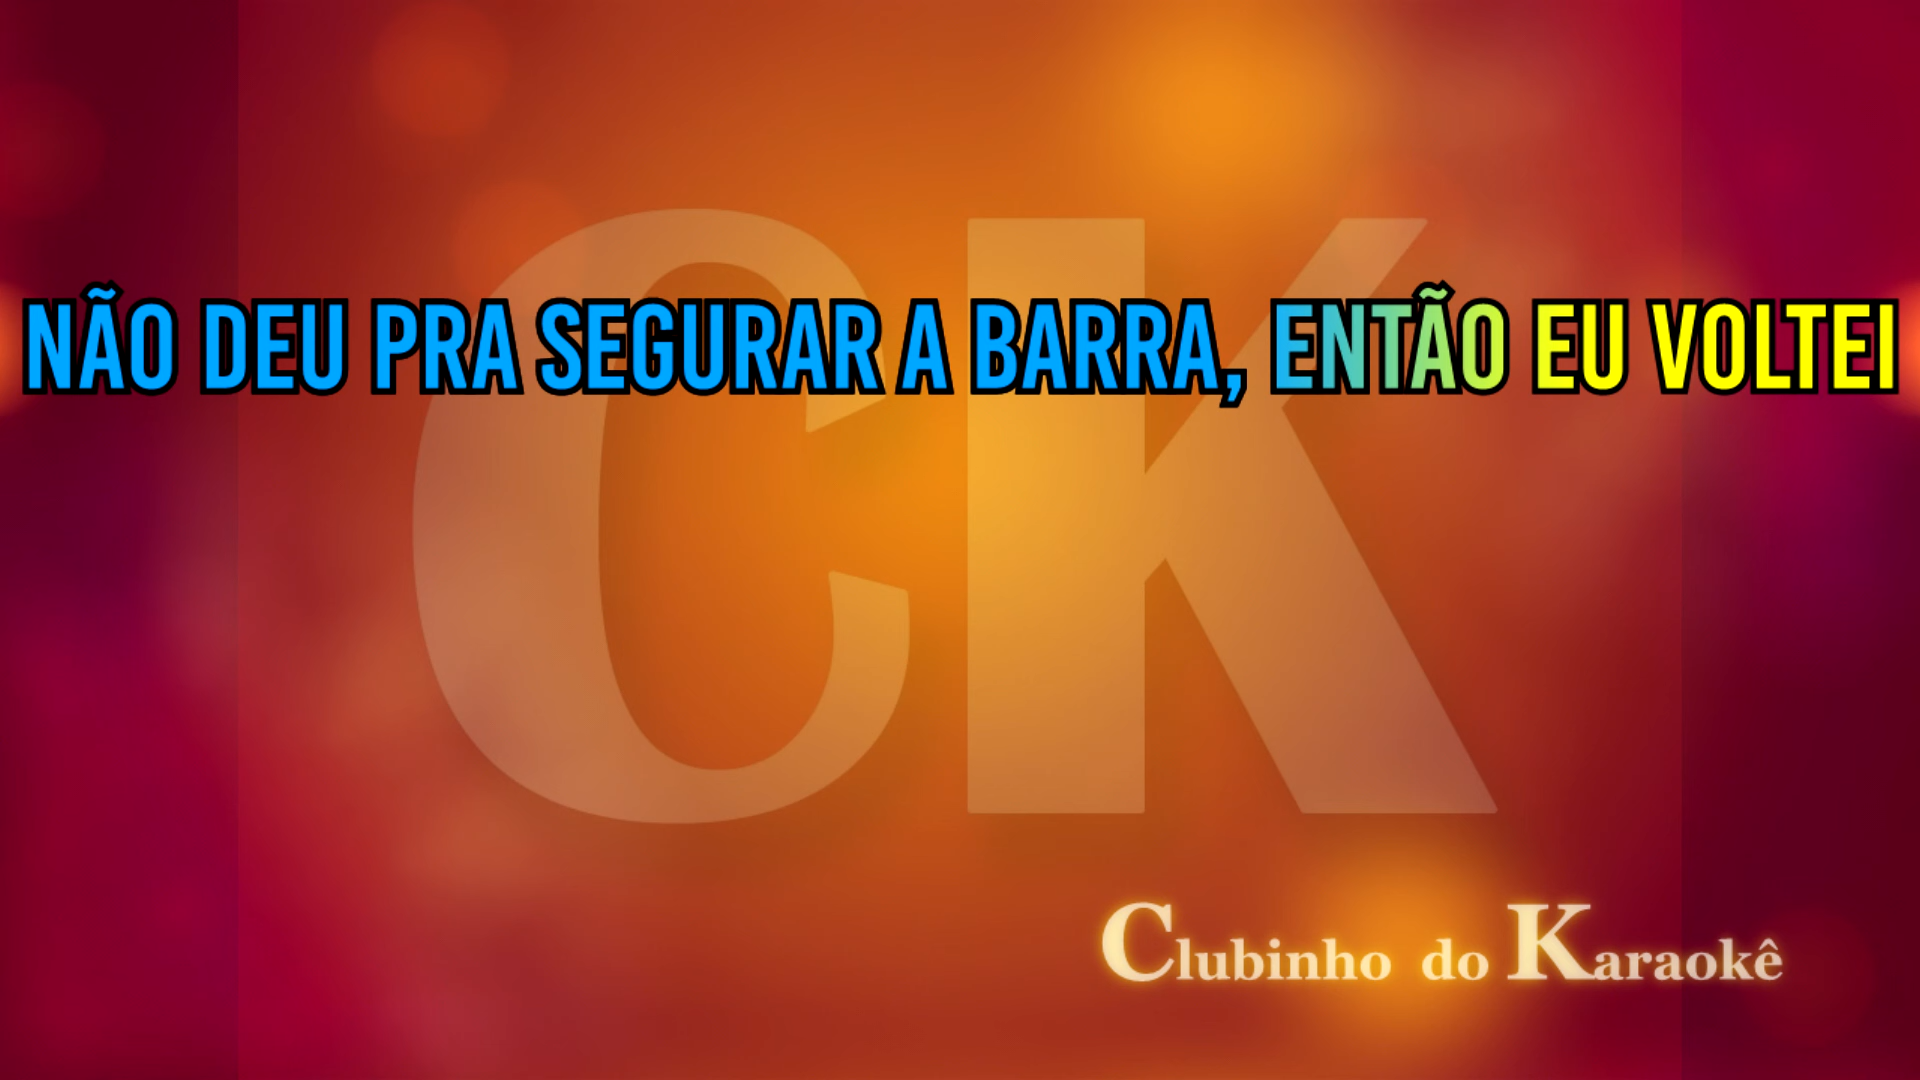 NÃO DEU PRA SEGURAR A BARRA, ENTÃO EU VOLTEI
CK
Clubinho do Karaokê